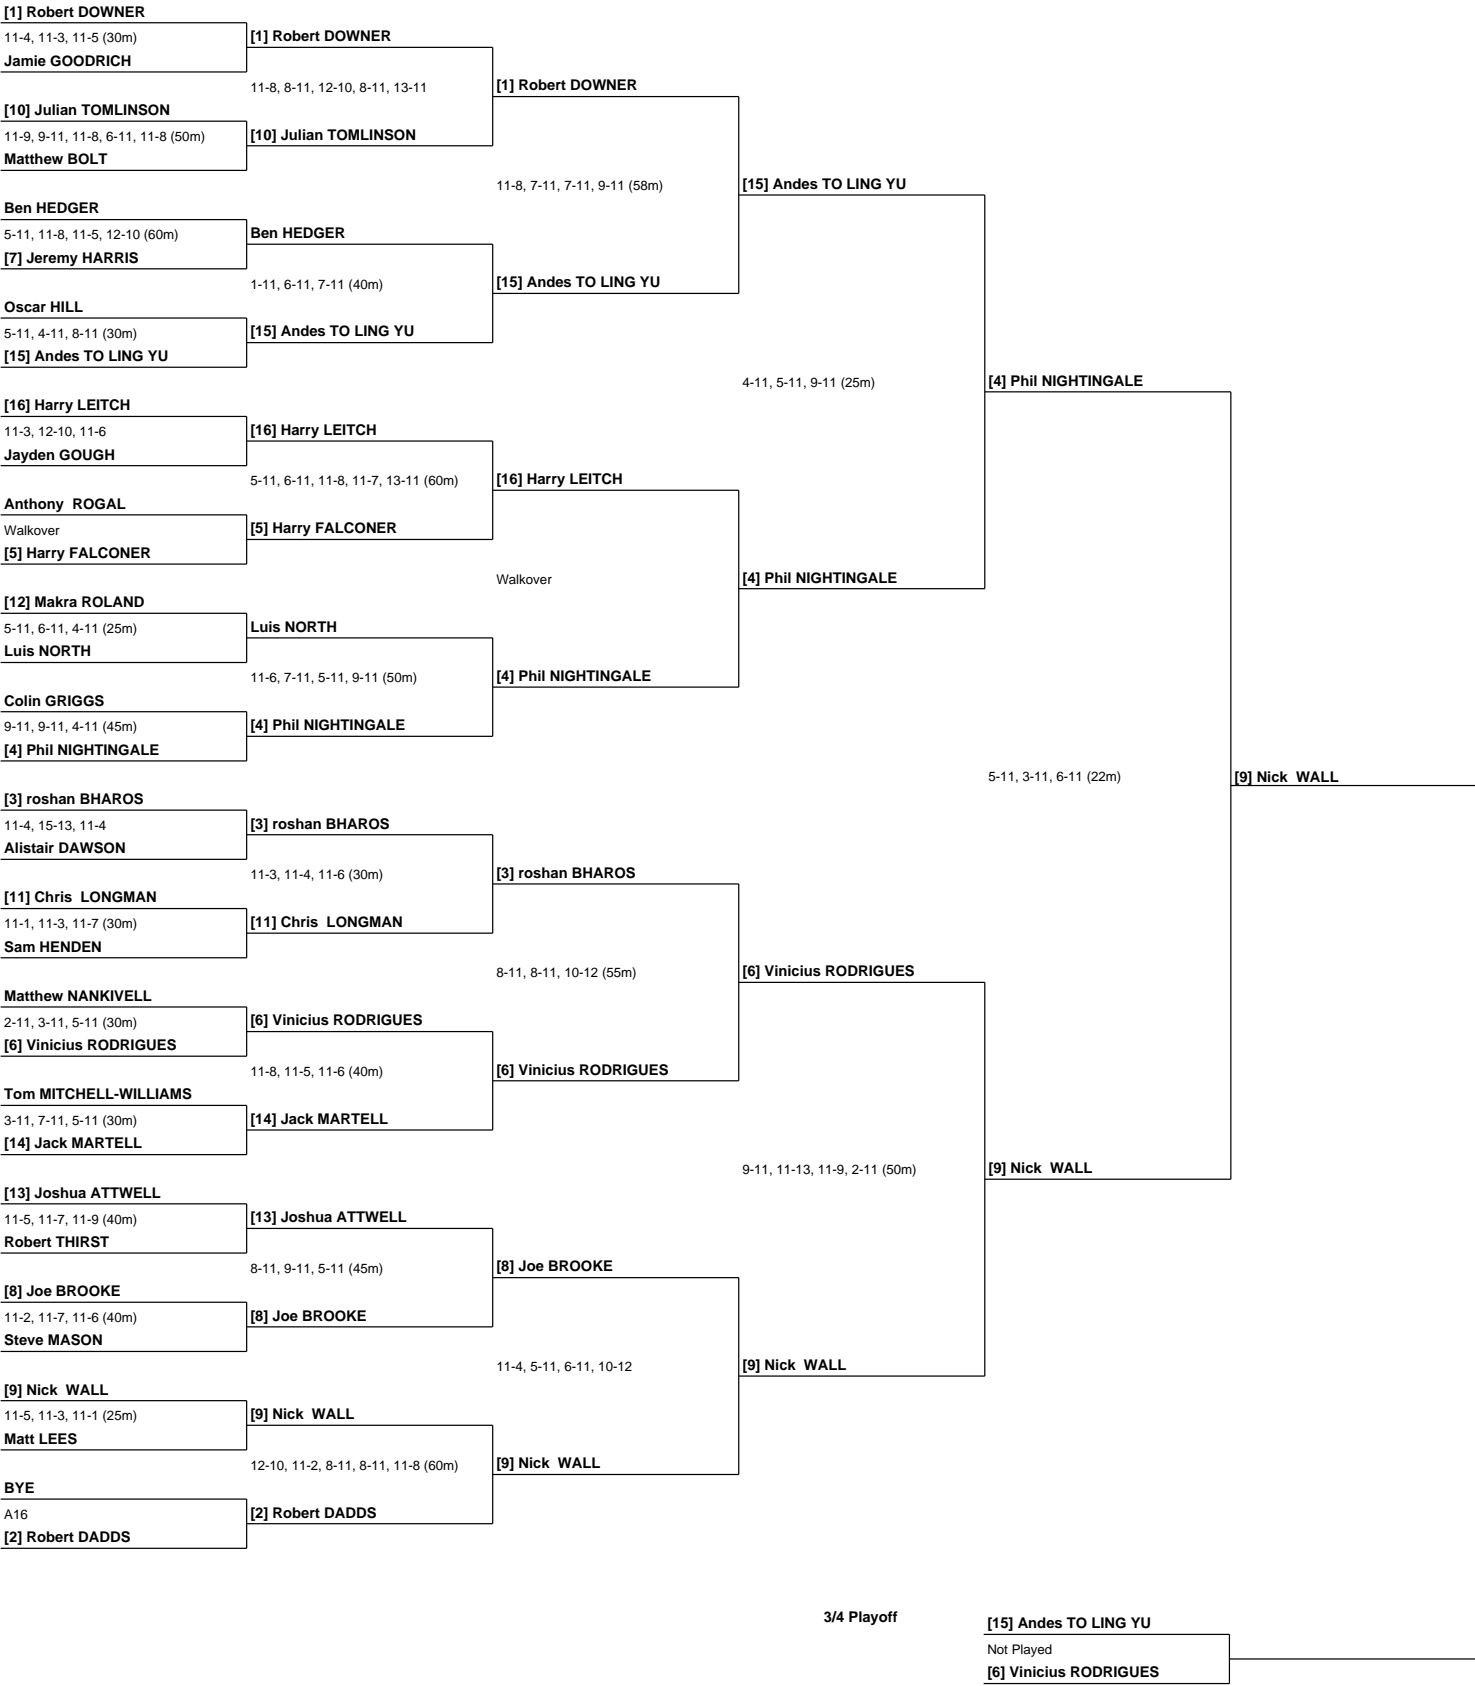 [1] Robert DOWNER
11-4, 11-3, 11-5 (30m)
[1] Robert DOWNER
Jamie GOODRICH
11-8, 8-11, 12-10, 8-11, 13-11
[1] Robert DOWNER
[10] Julian TOMLINSON
11-9, 9-11, 11-8, 6-11, 11-8 (50m)
[10] Julian TOMLINSON
Matthew BOLT
11-8, 7-11, 7-11, 9-11 (58m)
[15] Andes TO LING YU
Ben HEDGER
5-11, 11-8, 11-5, 12-10 (60m)
Ben HEDGER
[7] Jeremy HARRIS
1-11, 6-11, 7-11 (40m)
[15] Andes TO LING YU
Oscar HILL
5-11, 4-11, 8-11 (30m)
[15] Andes TO LING YU
[15] Andes TO LING YU
4-11, 5-11, 9-11 (25m)
[4] Phil NIGHTINGALE
[16] Harry LEITCH
11-3, 12-10, 11-6
[16] Harry LEITCH
Jayden GOUGH
5-11, 6-11, 11-8, 11-7, 13-11 (60m)
[16] Harry LEITCH
Anthony  ROGAL
Walkover
[5] Harry FALCONER
[5] Harry FALCONER
Walkover
[4] Phil NIGHTINGALE
[12] Makra ROLAND
5-11, 6-11, 4-11 (25m)
Luis NORTH
Luis NORTH
11-6, 7-11, 5-11, 9-11 (50m)
[4] Phil NIGHTINGALE
Colin GRIGGS
9-11, 9-11, 4-11 (45m)
[4] Phil NIGHTINGALE
[4] Phil NIGHTINGALE
5-11, 3-11, 6-11 (22m)
[9] Nick  WALL
[3] roshan BHAROS
11-4, 15-13, 11-4
[3] roshan BHAROS
Alistair DAWSON
11-3, 11-4, 11-6 (30m)
[3] roshan BHAROS
[11] Chris  LONGMAN
11-1, 11-3, 11-7 (30m)
[11] Chris  LONGMAN
Sam HENDEN
8-11, 8-11, 10-12 (55m)
[6] Vinicius RODRIGUES
Matthew NANKIVELL
2-11, 3-11, 5-11 (30m)
[6] Vinicius RODRIGUES
[6] Vinicius RODRIGUES
11-8, 11-5, 11-6 (40m)
[6] Vinicius RODRIGUES
Tom MITCHELL-WILLIAMS
3-11, 7-11, 5-11 (30m)
[14] Jack MARTELL
[14] Jack MARTELL
9-11, 11-13, 11-9, 2-11 (50m)
[9] Nick  WALL
[13] Joshua ATTWELL
11-5, 11-7, 11-9 (40m)
[13] Joshua ATTWELL
Robert THIRST
8-11, 9-11, 5-11 (45m)
[8] Joe BROOKE
[8] Joe BROOKE
11-2, 11-7, 11-6 (40m)
[8] Joe BROOKE
Steve MASON
11-4, 5-11, 6-11, 10-12
[9] Nick  WALL
[9] Nick  WALL
11-5, 11-3, 11-1 (25m)
[9] Nick  WALL
Matt LEES
12-10, 11-2, 8-11, 8-11, 11-8 (60m)
[9] Nick  WALL
BYE
A16
[2] Robert DADDS
[2] Robert DADDS
3/4 Playoff
[15] Andes TO LING YU
Not Played
[6] Vinicius RODRIGUES